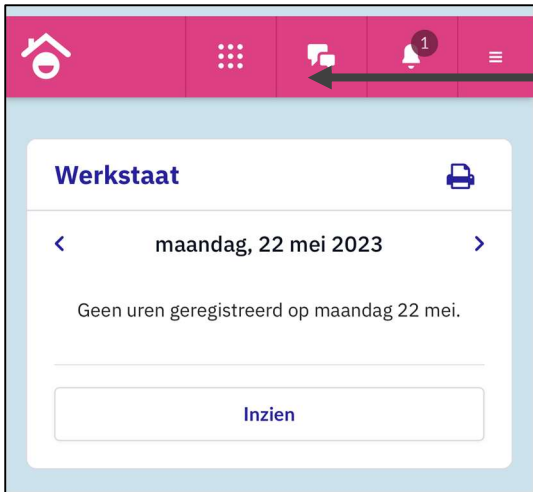 1
Werkstaat
maandag, 22 mei 2023
Geen uren geregistreerd op maandag 22 mei.
Inzien